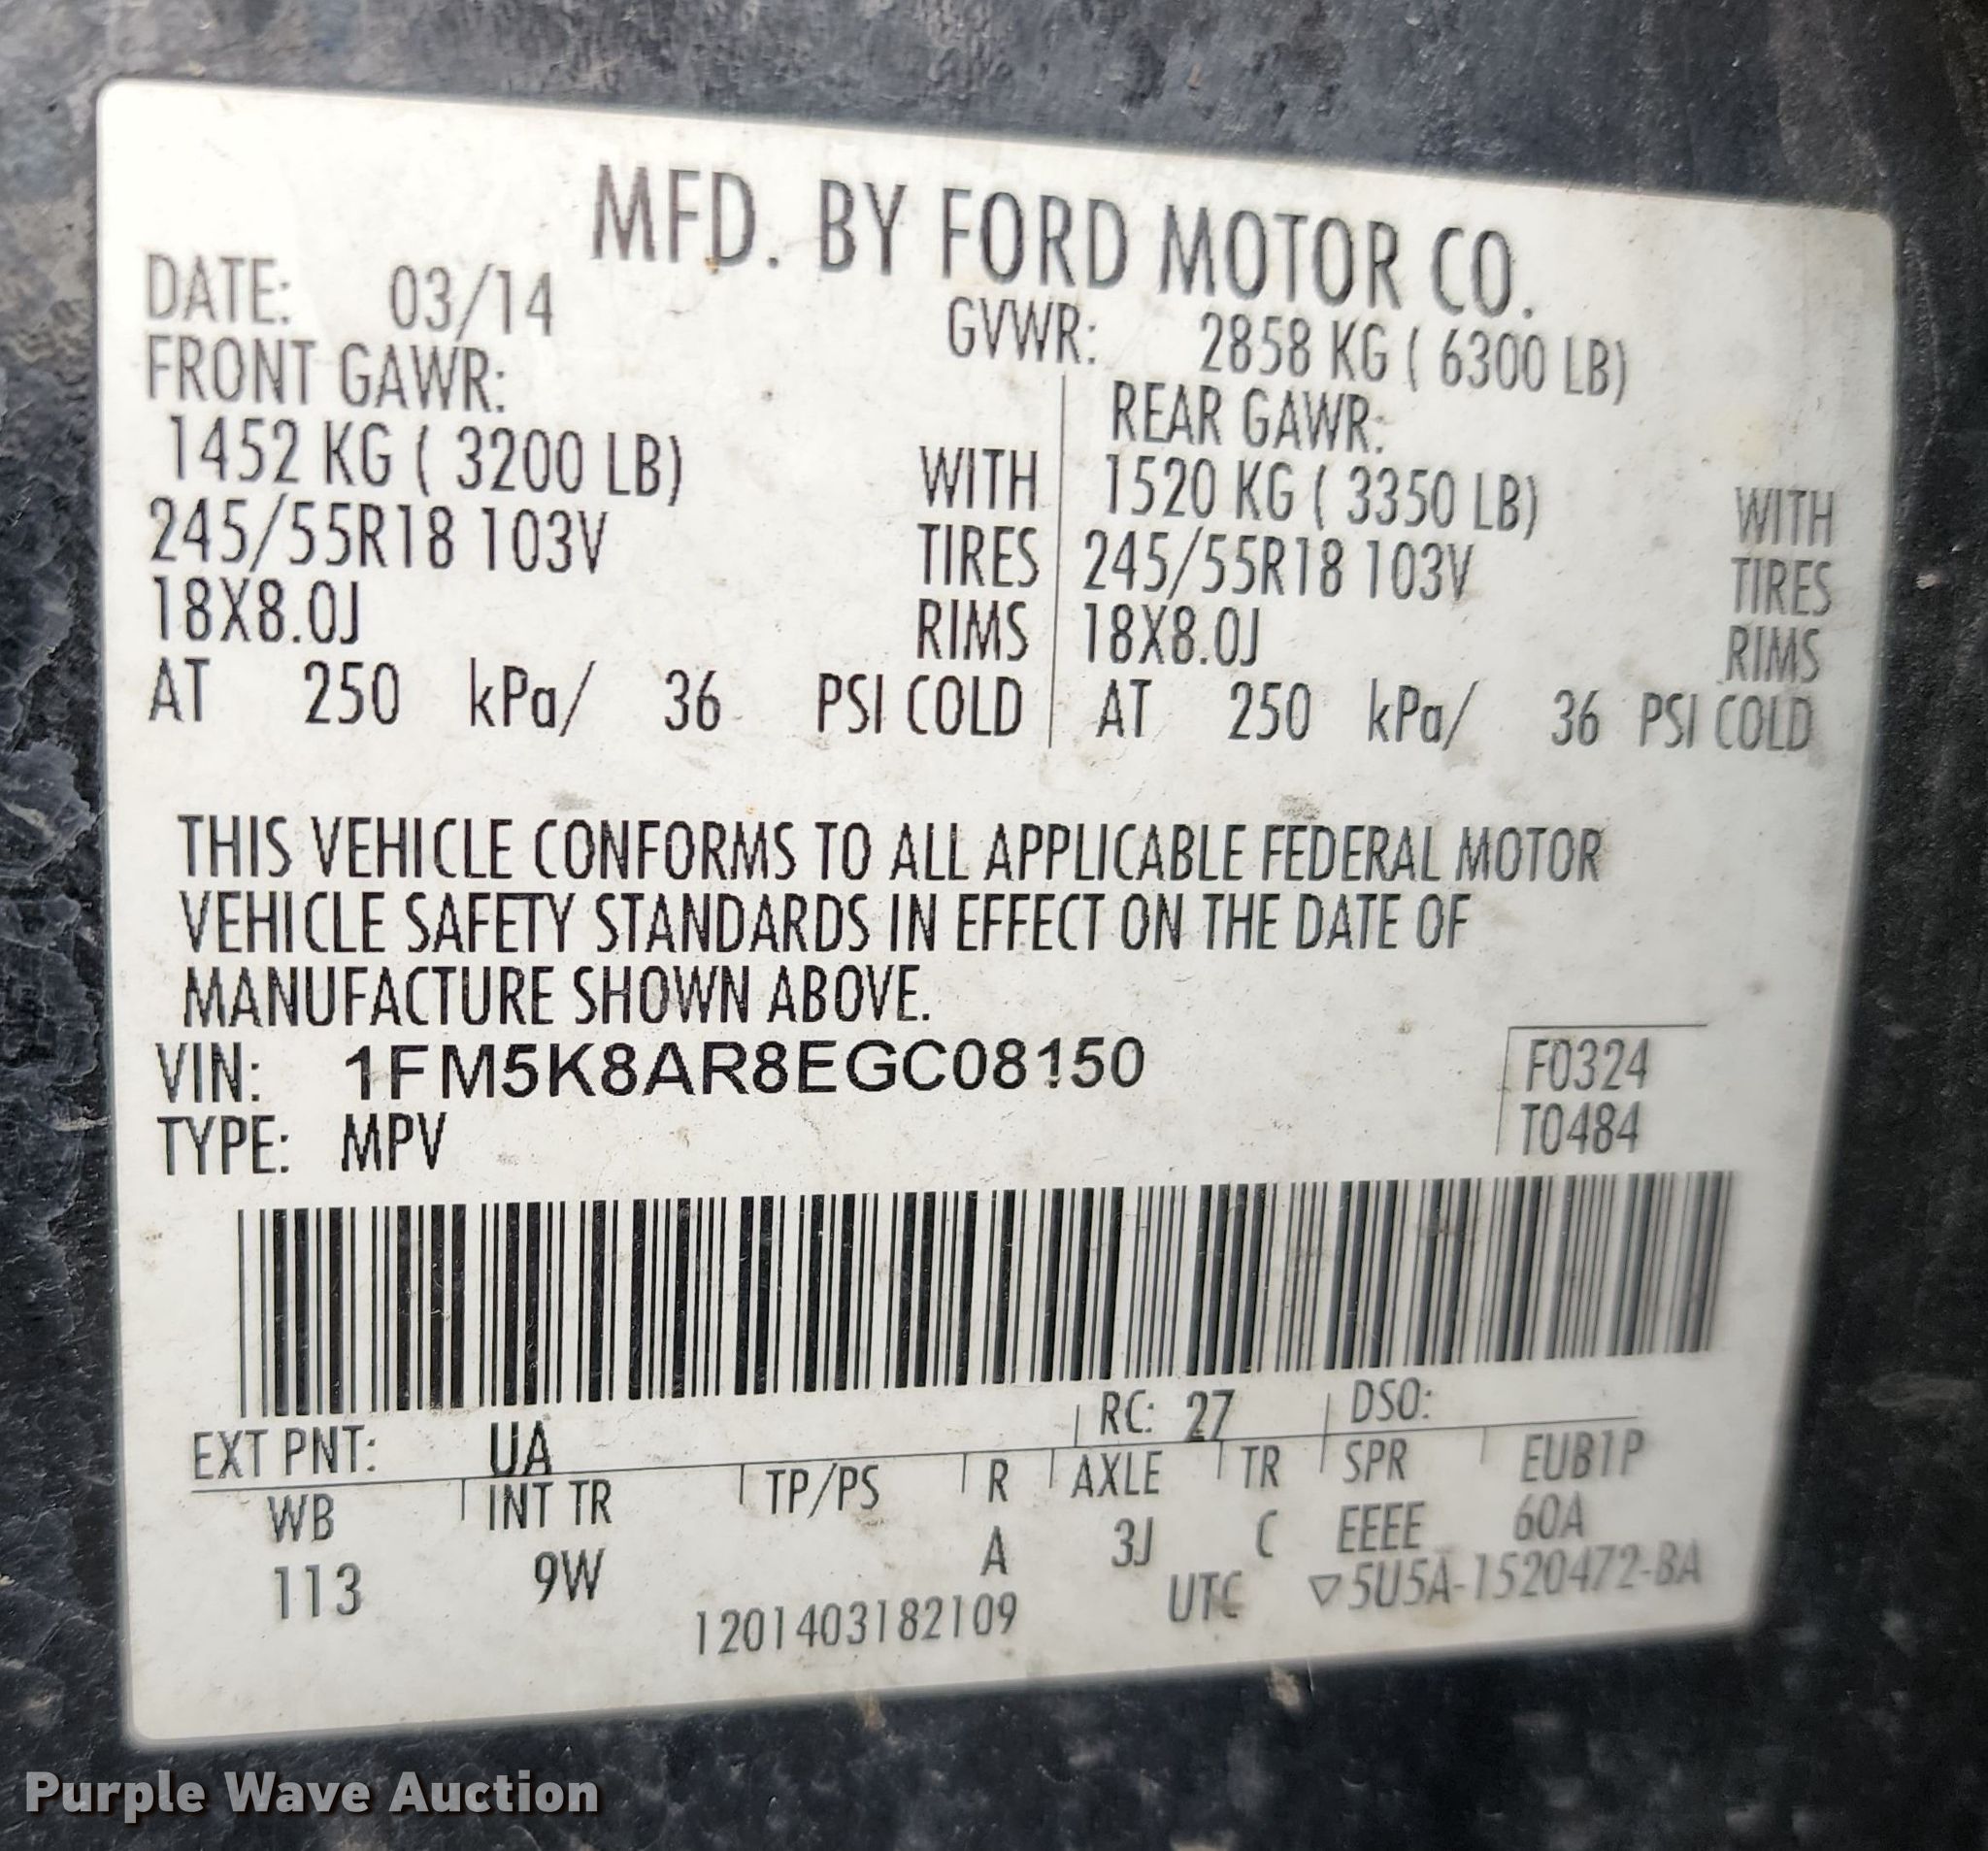 MFD. BY FORD MOTOR CO.
DATE: 03/14 GVWR: 2858 KG ( 6300 LB)
FRONT GAWR: REAR GAWR:
1452 KG ( 3200 LB) WITH 1520 KG ( 3350 LB) WITH
245/55R18 103V TIRES 245/55R18 103V TIRES
18X8.0J RIMS 18X8.0J RIMS
AT 250 kPa/ 36 PSI COLD AT 250 kPa/ 36 PSI COLD
THIS VEHICLE CONFORMS TO ALL APPLICABLE FEDERAL MOTOR
VEHICLE SAFETY STANDARDS IN EFFECT ON THE DATE OF
MANUFACTURE SHOWN ABOVE.
VIN: 1FM5K8AR8EGC08150 F0324
TYPE: MPV T0484
EXT PNT: UA RC: 27 DSO:
WB INT TR TP/PS R AXLE TR SPR EUB1P
113 9W A 3J C EEEE 60A
1201403182109 UTC ▽5U5A-1520472-BA
Purple Wave Auction